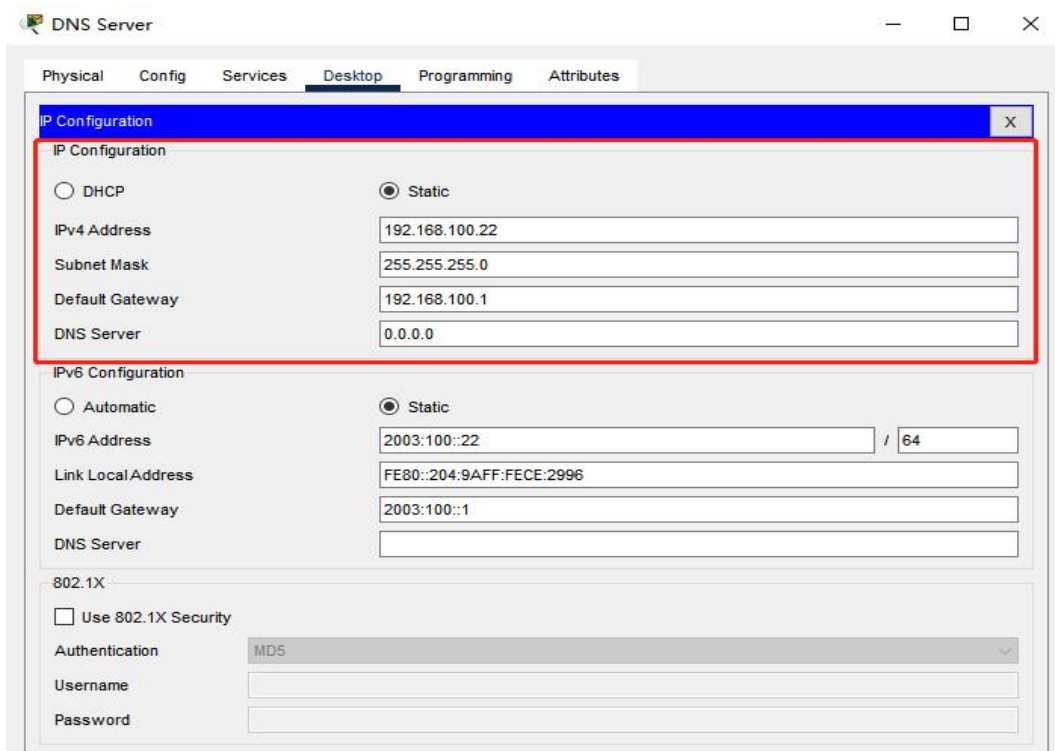 DNS Server
Physical Config Services Desktop Programming Attributes
IP Configuration X
IP Configuration
DHCP Static
IPv4 Address 192.168.100.22
Subnet Mask 255.255.255.0
Default Gateway 192.168.100.1
DNS Server 0.0.0.0
IPv6 Configuration
Automatic Static
IPv6 Address 2003:100::22 / 64
Link Local Address FE80::204:9AFF:FECE:2996
Default Gateway 2003:100::1
DNS Server
802.1X
Use 802.1X Security
Authentication MD5
Username
Password